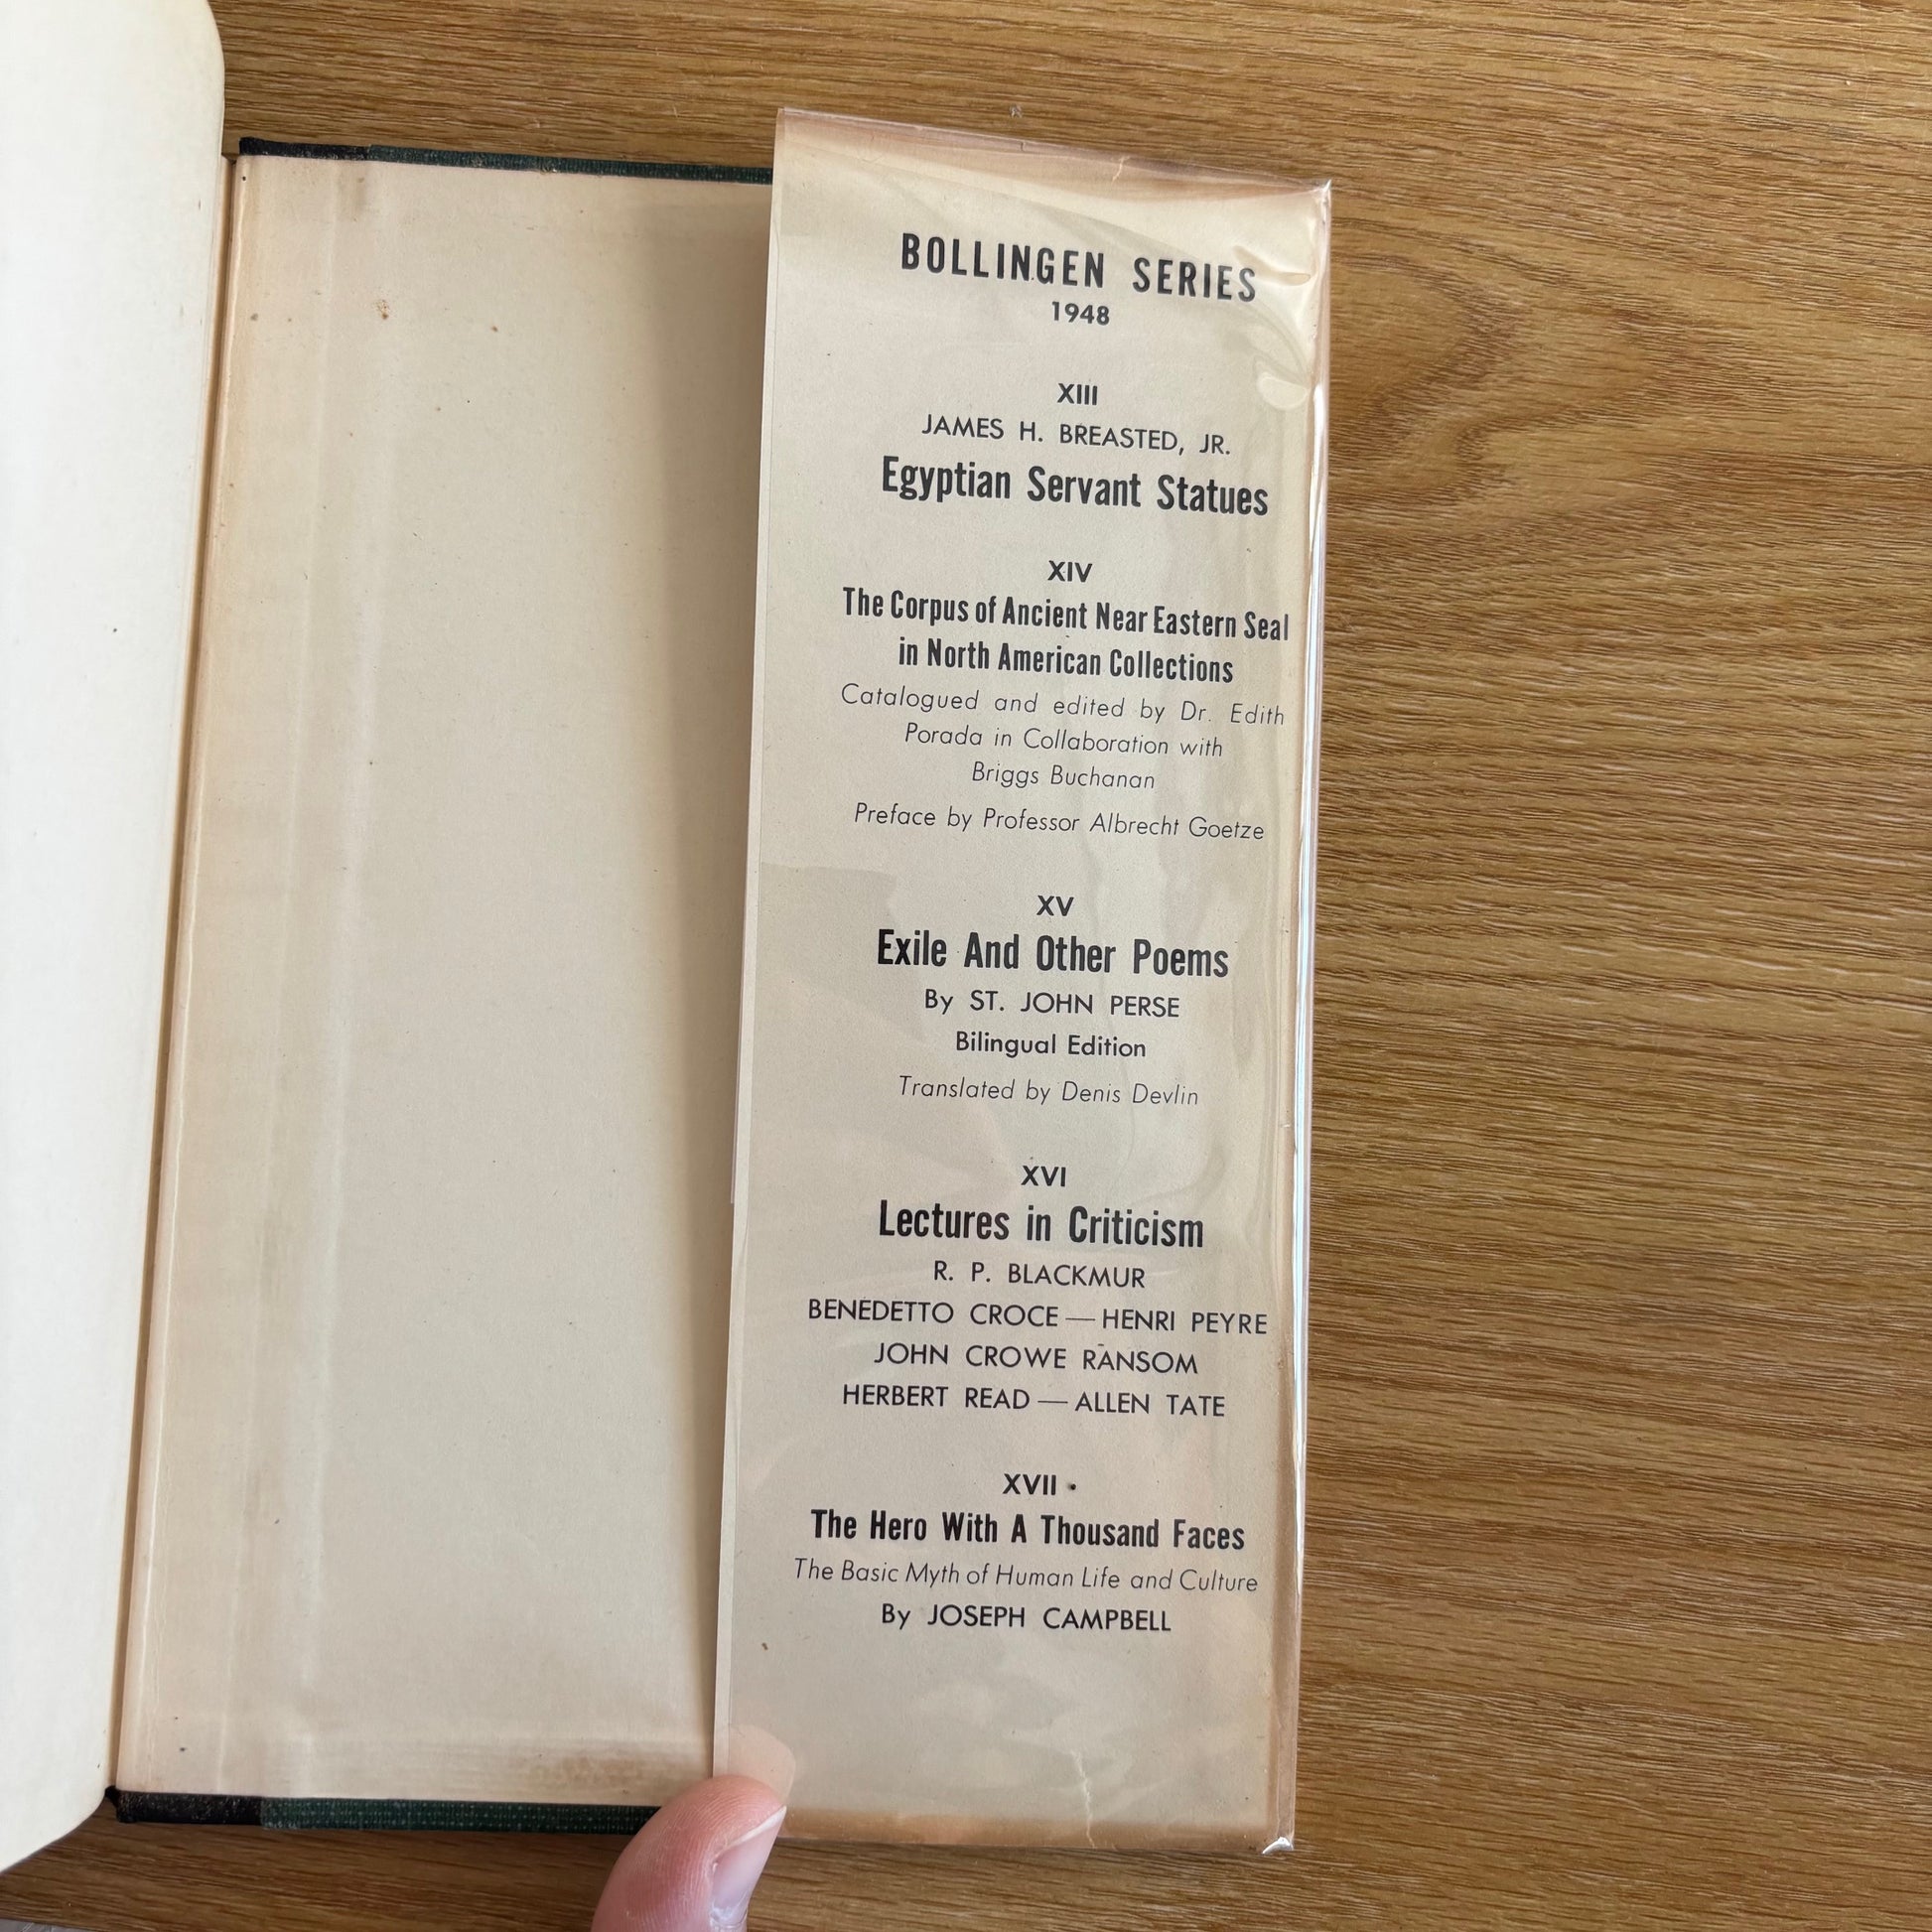 BOLLINGEN SERIES
1948
XIII
JAMES H. BREASTED, JR.
Egyptian Servant Statues
XIV
The Corpus of Ancient Near Eastern Seal
in North American Collections
Catalogued and edited by Dr. Edith
Porada in Collaboration with
Briggs Buchanan
Preface by Professor Albrecht Goetze
XV
Exile And Other Poems
By ST. JOHN PERSE
Bilingual Edition
Translated by Denis Devlin
XVI
Lectures in Criticism
R. P. BLACKMUR
BENEDETTO CROCE — HENRI PEYRE
JOHN CROWE RANSOM
HERBERT READ — ALLEN TATE
XVII
The Hero With A Thousand Faces
The Basic Myth of Human Life and Culture
By JOSEPH CAMPBELL